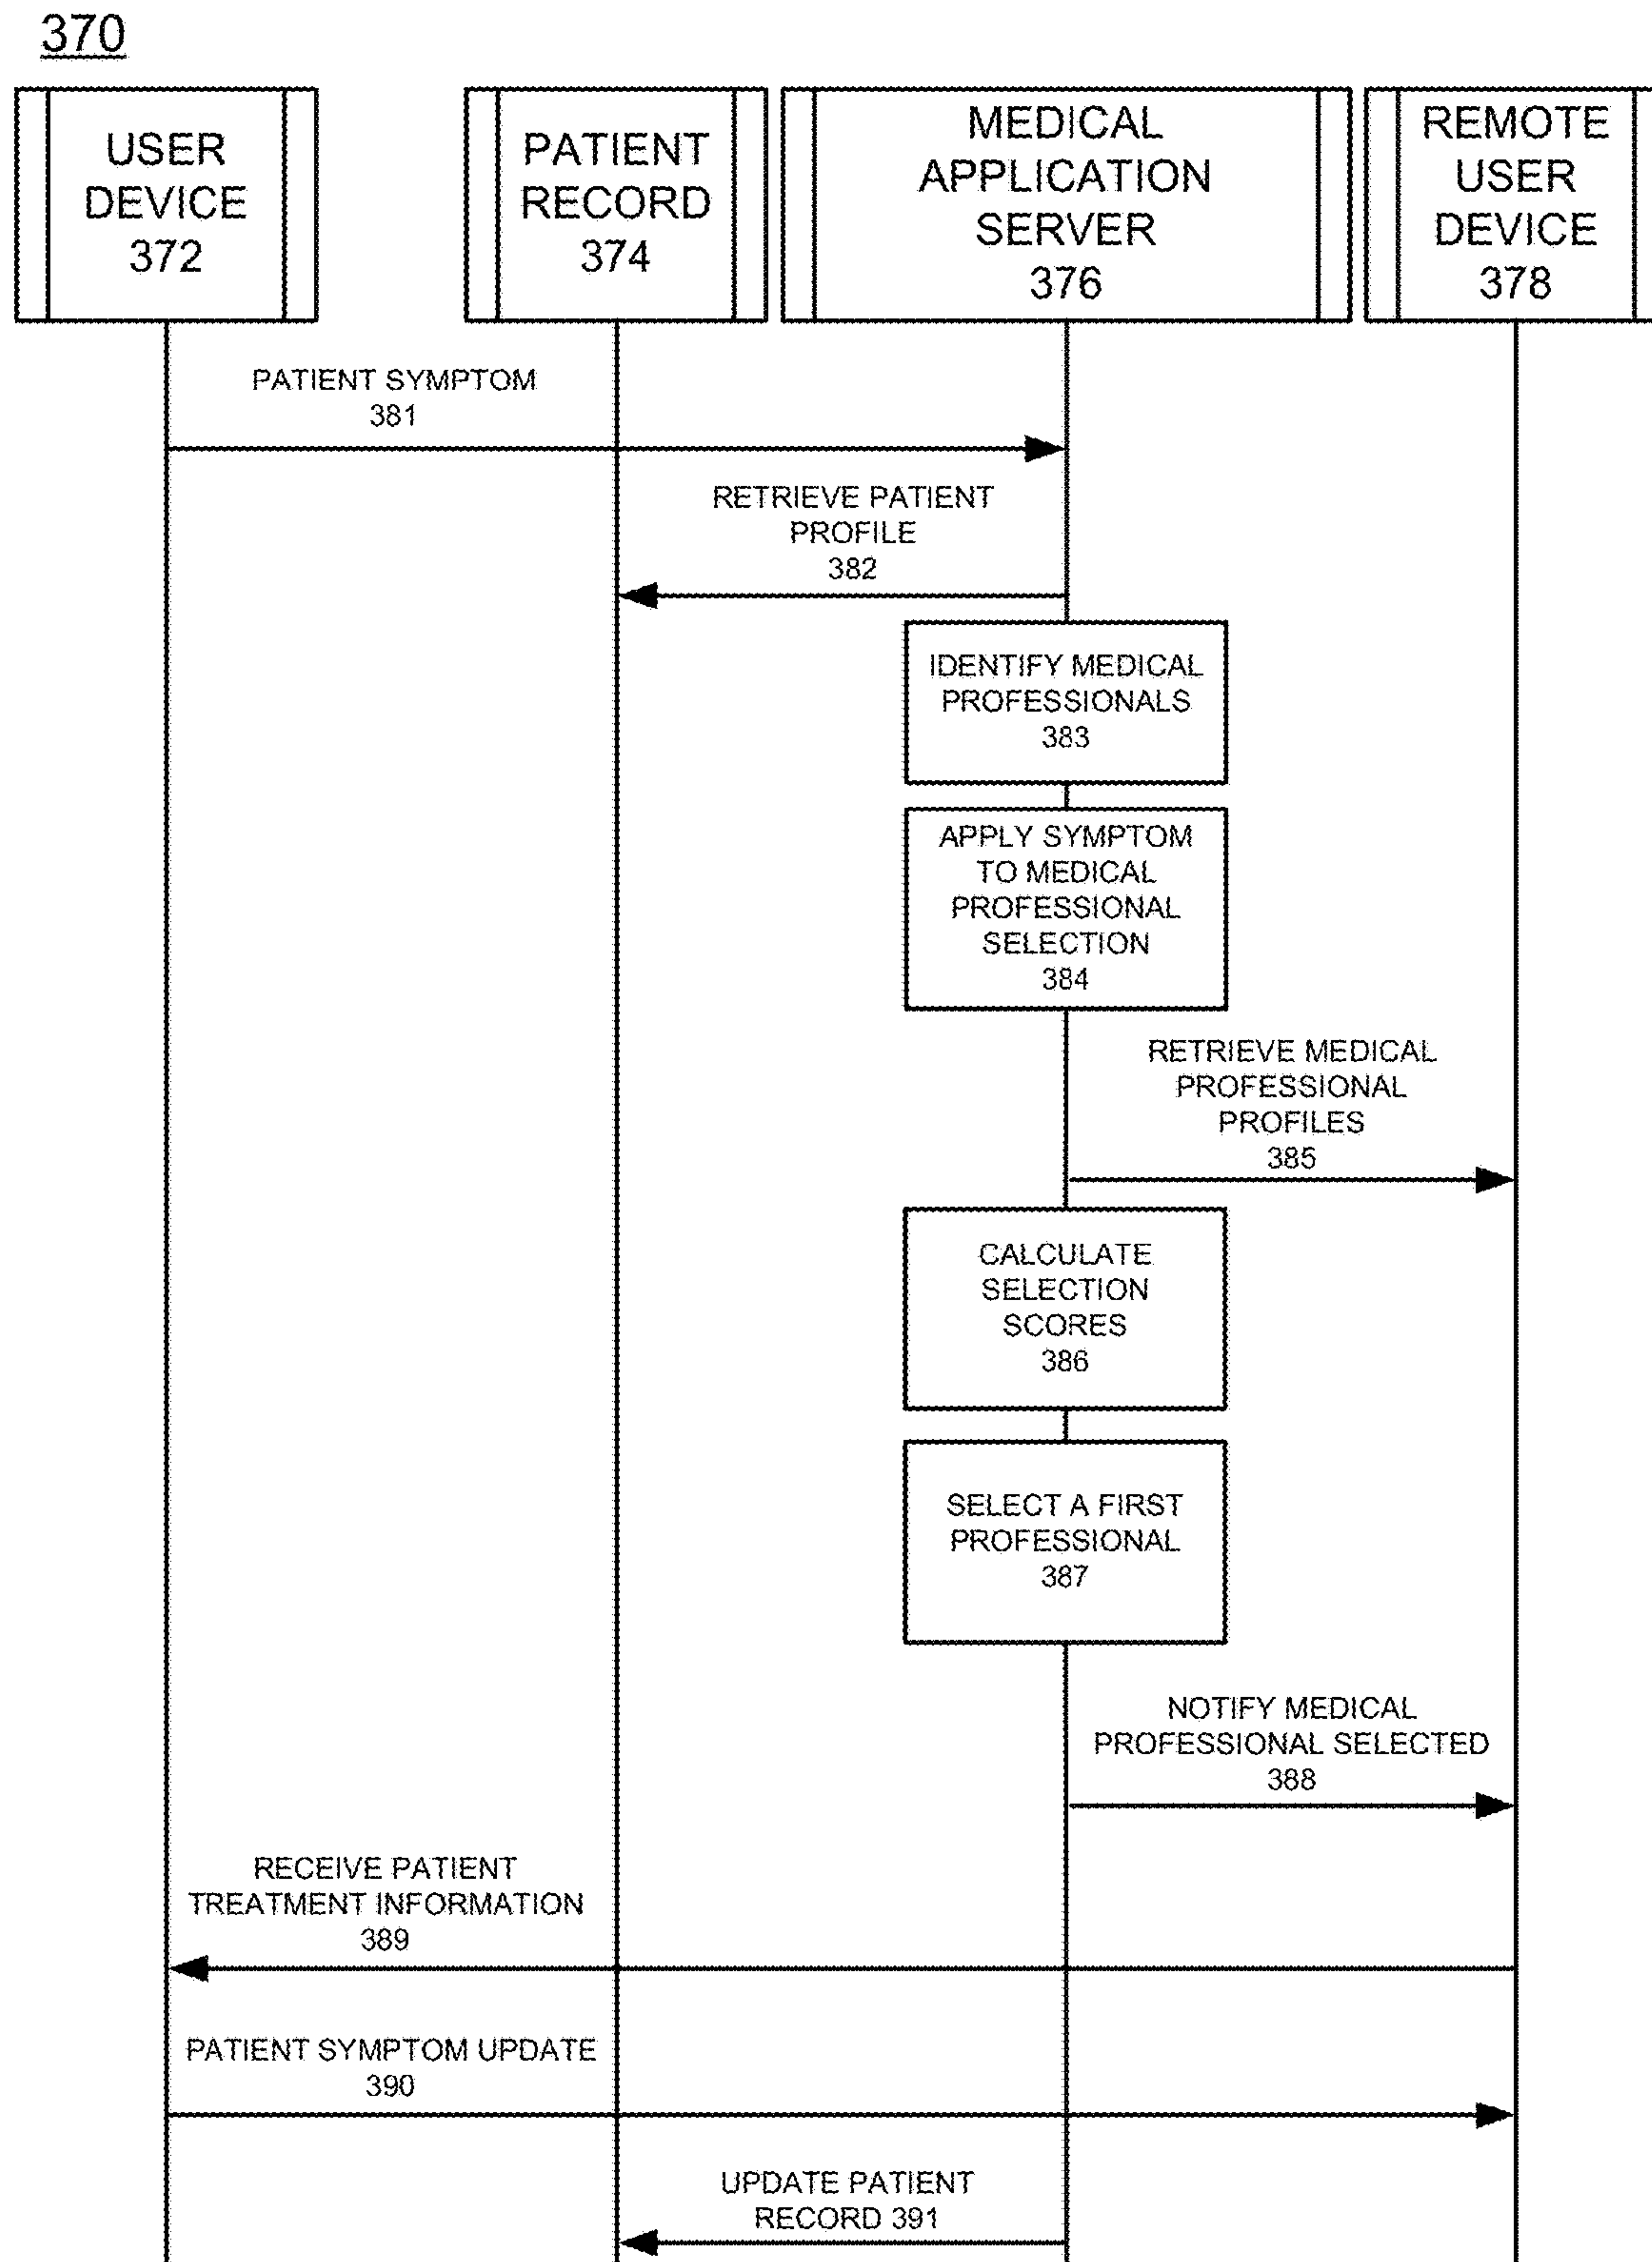 370
USER
DEVICE
372
PATIENT
RECORD
374
MEDICAL
APPLICATION
SERVER
376
REMOTE
USER
DEVICE
378
PATIENT SYMPTOM
381
RETRIEVE PATIENT
PROFILE
382
IDENTIFY MEDICAL
PROFESSIONALS
383
APPLY SYMPTOM
TO MEDICAL
PROFESSIONAL
SELECTION
384
RETRIEVE MEDICAL
PROFESSIONAL
PROFILES
385
CALCULATE
SELECTION
SCORES
386
SELECT A FIRST
PROFESSIONAL
387
NOTIFY MEDICAL
PROFESSIONAL SELECTED
388
RECEIVE PATIENT
TREATMENT INFORMATION
389
PATIENT SYMPTOM UPDATE
390
UPDATE PATIENT
RECORD 391